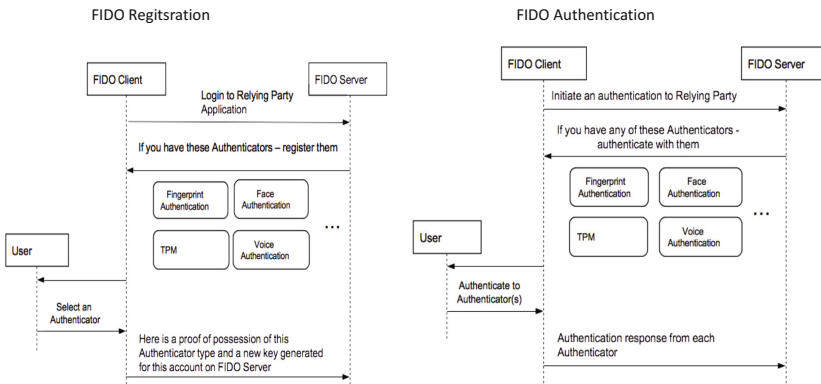 FIDO Regitsration
FIDO Client
FIDO Server
Login to Relying Party
Application
If you have these Authenticators – register them
Fingerprint
Authentication
Face
Authentication
TPM
Voice
Authentication
...
User
Select an
Authenticator
Here is a proof of possession of this
Authenticator type and a new key generated
for this account on FIDO Server
FIDO Authentication
FIDO Client
FIDO Server
Initiate an authentication to Relying Party
If you have any of these Authenticators -
authenticate with them
Fingerprint
Authentication
Face
Authentication
TPM
Voice
Authentication
...
User
Authenticate to
Authenticator(s)
Authentication response from each
Authenticator